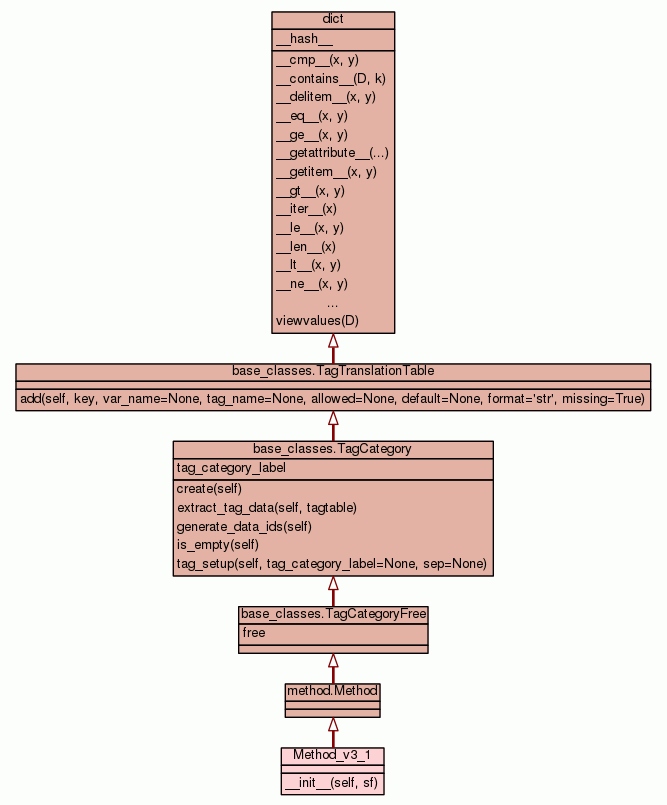 dict
__hash__
__cmp__(x, y)
__contains__(D, k)
__delitem__(x, y)
__eq__(x, y)
__ge__(x, y)
__getattribute__(...)
__getitem__(x, y)
__gt__(x, y)
__iter__(x)
__le__(x, y)
__len__(x)
__lt__(x, y)
__ne__(x, y)
...
viewvalues(D)
base_classes.TagTranslationTable
add(self, key, var_name=None, tag_name=None, allowed=None, default=None, format='str', missing=True)
base_classes.TagCategory
tag_category_label
create(self)
extract_tag_data(self, tagtable)
generate_data_ids(self)
is_empty(self)
tag_setup(self, tag_category_label=None, sep=None)
base_classes.TagCategoryFree
free
method.Method
Method_v3_1
__init__(self, sf)